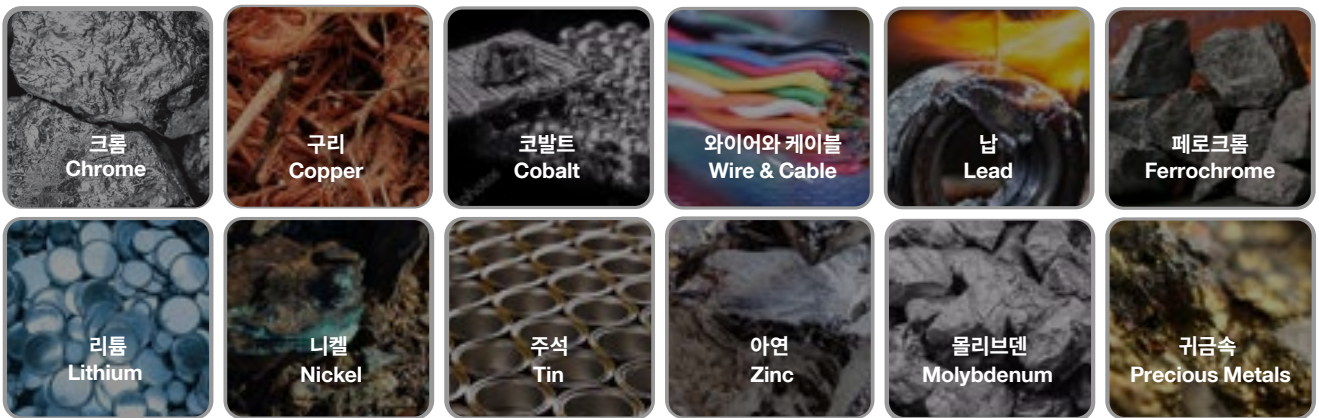 크롬
Chrome
구리
Copper
코발트
Cobalt
와이어와 케이블
Wire & Cable
납
Lead
페로크롬
Ferrochrome
리튬
Lithium
니켈
Nickel
주석
Tin
아연
Zinc
몰리브덴
Molybdenum
귀금속
Precious Metals